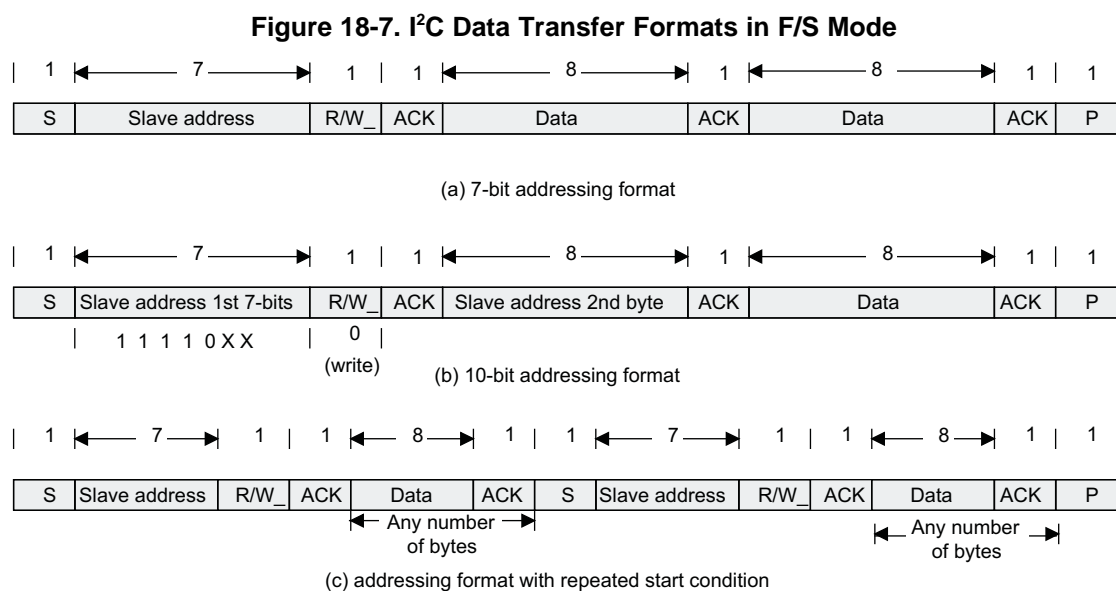 Figure 18-7. I²C Data Transfer Formats in F/S Mode
1 7 1 1 8 1 8 1 1
S Slave address R/W_ ACK Data ACK Data ACK P
(a) 7-bit addressing format
1 7 1 1 8 1 8 1 1
S Slave address 1st 7-bits R/W_ ACK Slave address 2nd byte ACK Data ACK P
1 1 1 1 0 X X 0
(write)
(b) 10-bit addressing format
1 7 1 1 8 1 1 7 1 1 8 1 1
S Slave address R/W_ ACK Data ACK S Slave address R/W_ ACK Data ACK P
Any number Any number
of bytes of bytes
(c) addressing format with repeated start condition